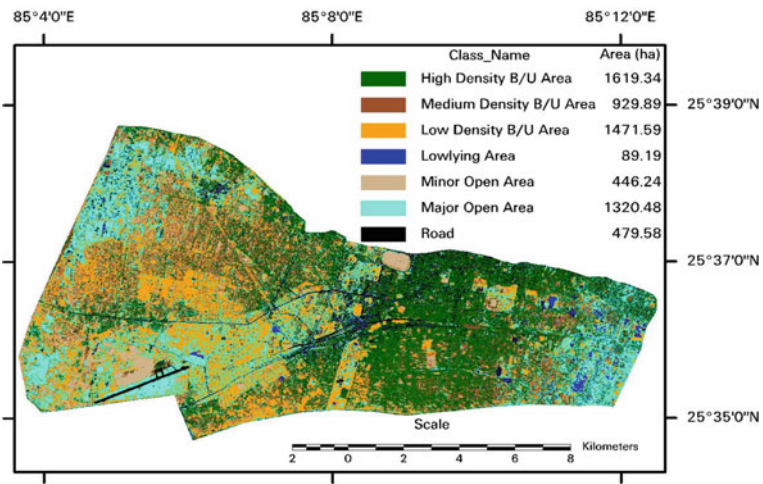 85°4'0"E 85°8'0"E 85°12'0"E
Class_Name Area (ha)
High Density B/U Area 1619.34
25°39'0"N
Medium Density B/U Area 929.89
Low Density B/U Area 1471.59
Lowlying Area 89.19
Minor Open Area 446.24
Major Open Area 1320.48
Road 479.58
25°37'0"N
25°35'0"N
Scale
Kilometers
2 0 2 4 6 8